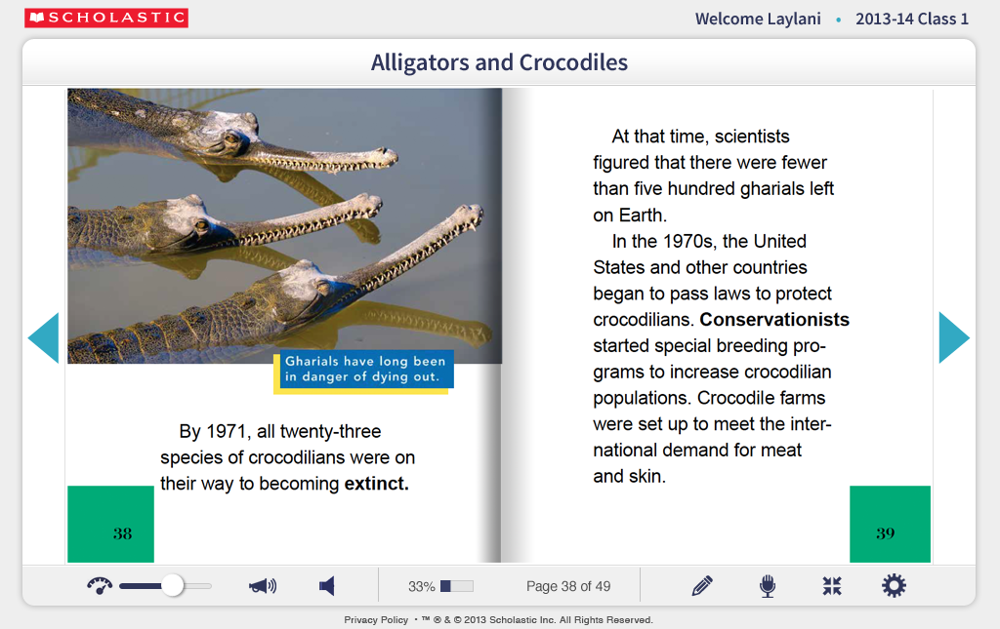 SCHOLASTIC
Welcome Laylani • 2013-14 Class 1
Alligators and Crocodiles
Gharials have long been
in danger of dying out.
By 1971, all twenty-three
species of crocodilians were on
their way to becoming extinct.
38
At that time, scientists
figured that there were fewer
than five hundred gharials left
on Earth.
In the 1970s, the United
States and other countries
began to pass laws to protect
crocodilians. Conservationists
started special breeding pro-
grams to increase crocodilian
populations. Crocodile farms
were set up to meet the inter-
national demand for meat
and skin.
39
33%
Page 38 of 49
Privacy Policy • ™ ® & © 2013 Scholastic Inc. All Rights Reserved.